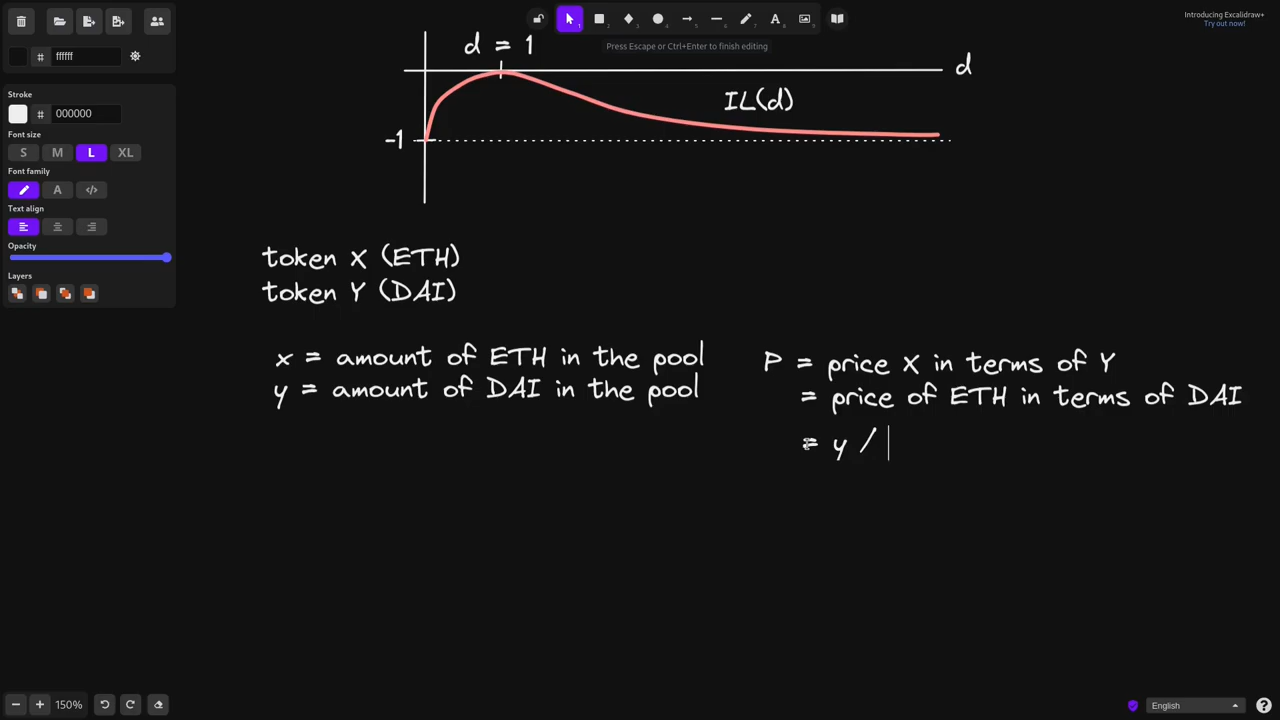 Introducing Excalidraw+
Try out now!
# ffffff
Press Escape or Ctrl+Enter to finish editing
Stroke
# 000000
Font size
S M L XL
Font family
A </>
Text align
Opacity
Layers
d = 1
d
IL(d)
-1
token X (ETH)
token Y (DAI)
x = amount of ETH in the pool
y = amount of DAI in the pool
P = price X in terms of Y
= price of ETH in terms of DAI
= y /
150%
English